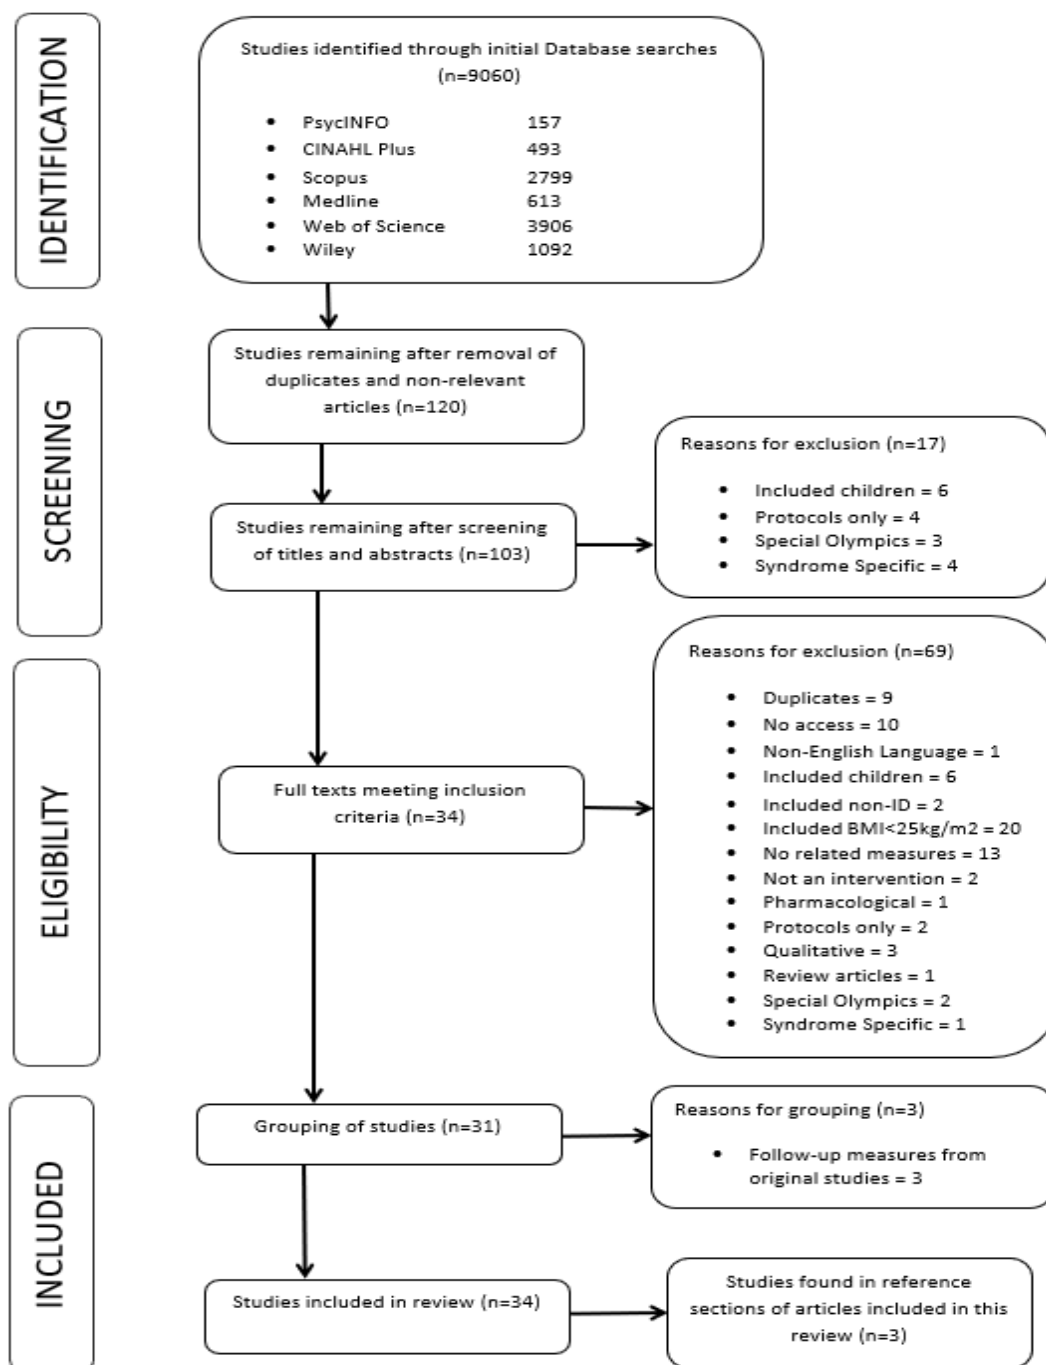 IDENTIFICATION
Studies identified through initial Database searches
(n=9060)
• PsycINFO 157
• CINAHL Plus 493
• Scopus 2799
• Medline 613
• Web of Science 3906
• Wiley 1092
SCREENING
Studies remaining after removal of
duplicates and non-relevant
articles (n=120)
Studies remaining after screening
of titles and abstracts (n=103)
Reasons for exclusion (n=17)
• Included children = 6
• Protocols only = 4
• Special Olympics = 3
• Syndrome Specific = 4
ELIGIBILITY
Full texts meeting inclusion
criteria (n=34)
Reasons for exclusion (n=69)
• Duplicates = 9
• No access = 10
• Non-English Language = 1
• Included children = 6
• Included non-ID = 2
• Included BMI<25kg/m2 = 20
• No related measures = 13
• Not an intervention = 2
• Pharmacological = 1
• Protocols only = 2
• Qualitative = 3
• Review articles = 1
• Special Olympics = 2
• Syndrome Specific = 1
INCLUDED
Grouping of studies (n=31)
Reasons for grouping (n=3)
• Follow-up measures from
original studies = 3
Studies included in review (n=34)
Studies found in reference
sections of articles included in this
review (n=3)